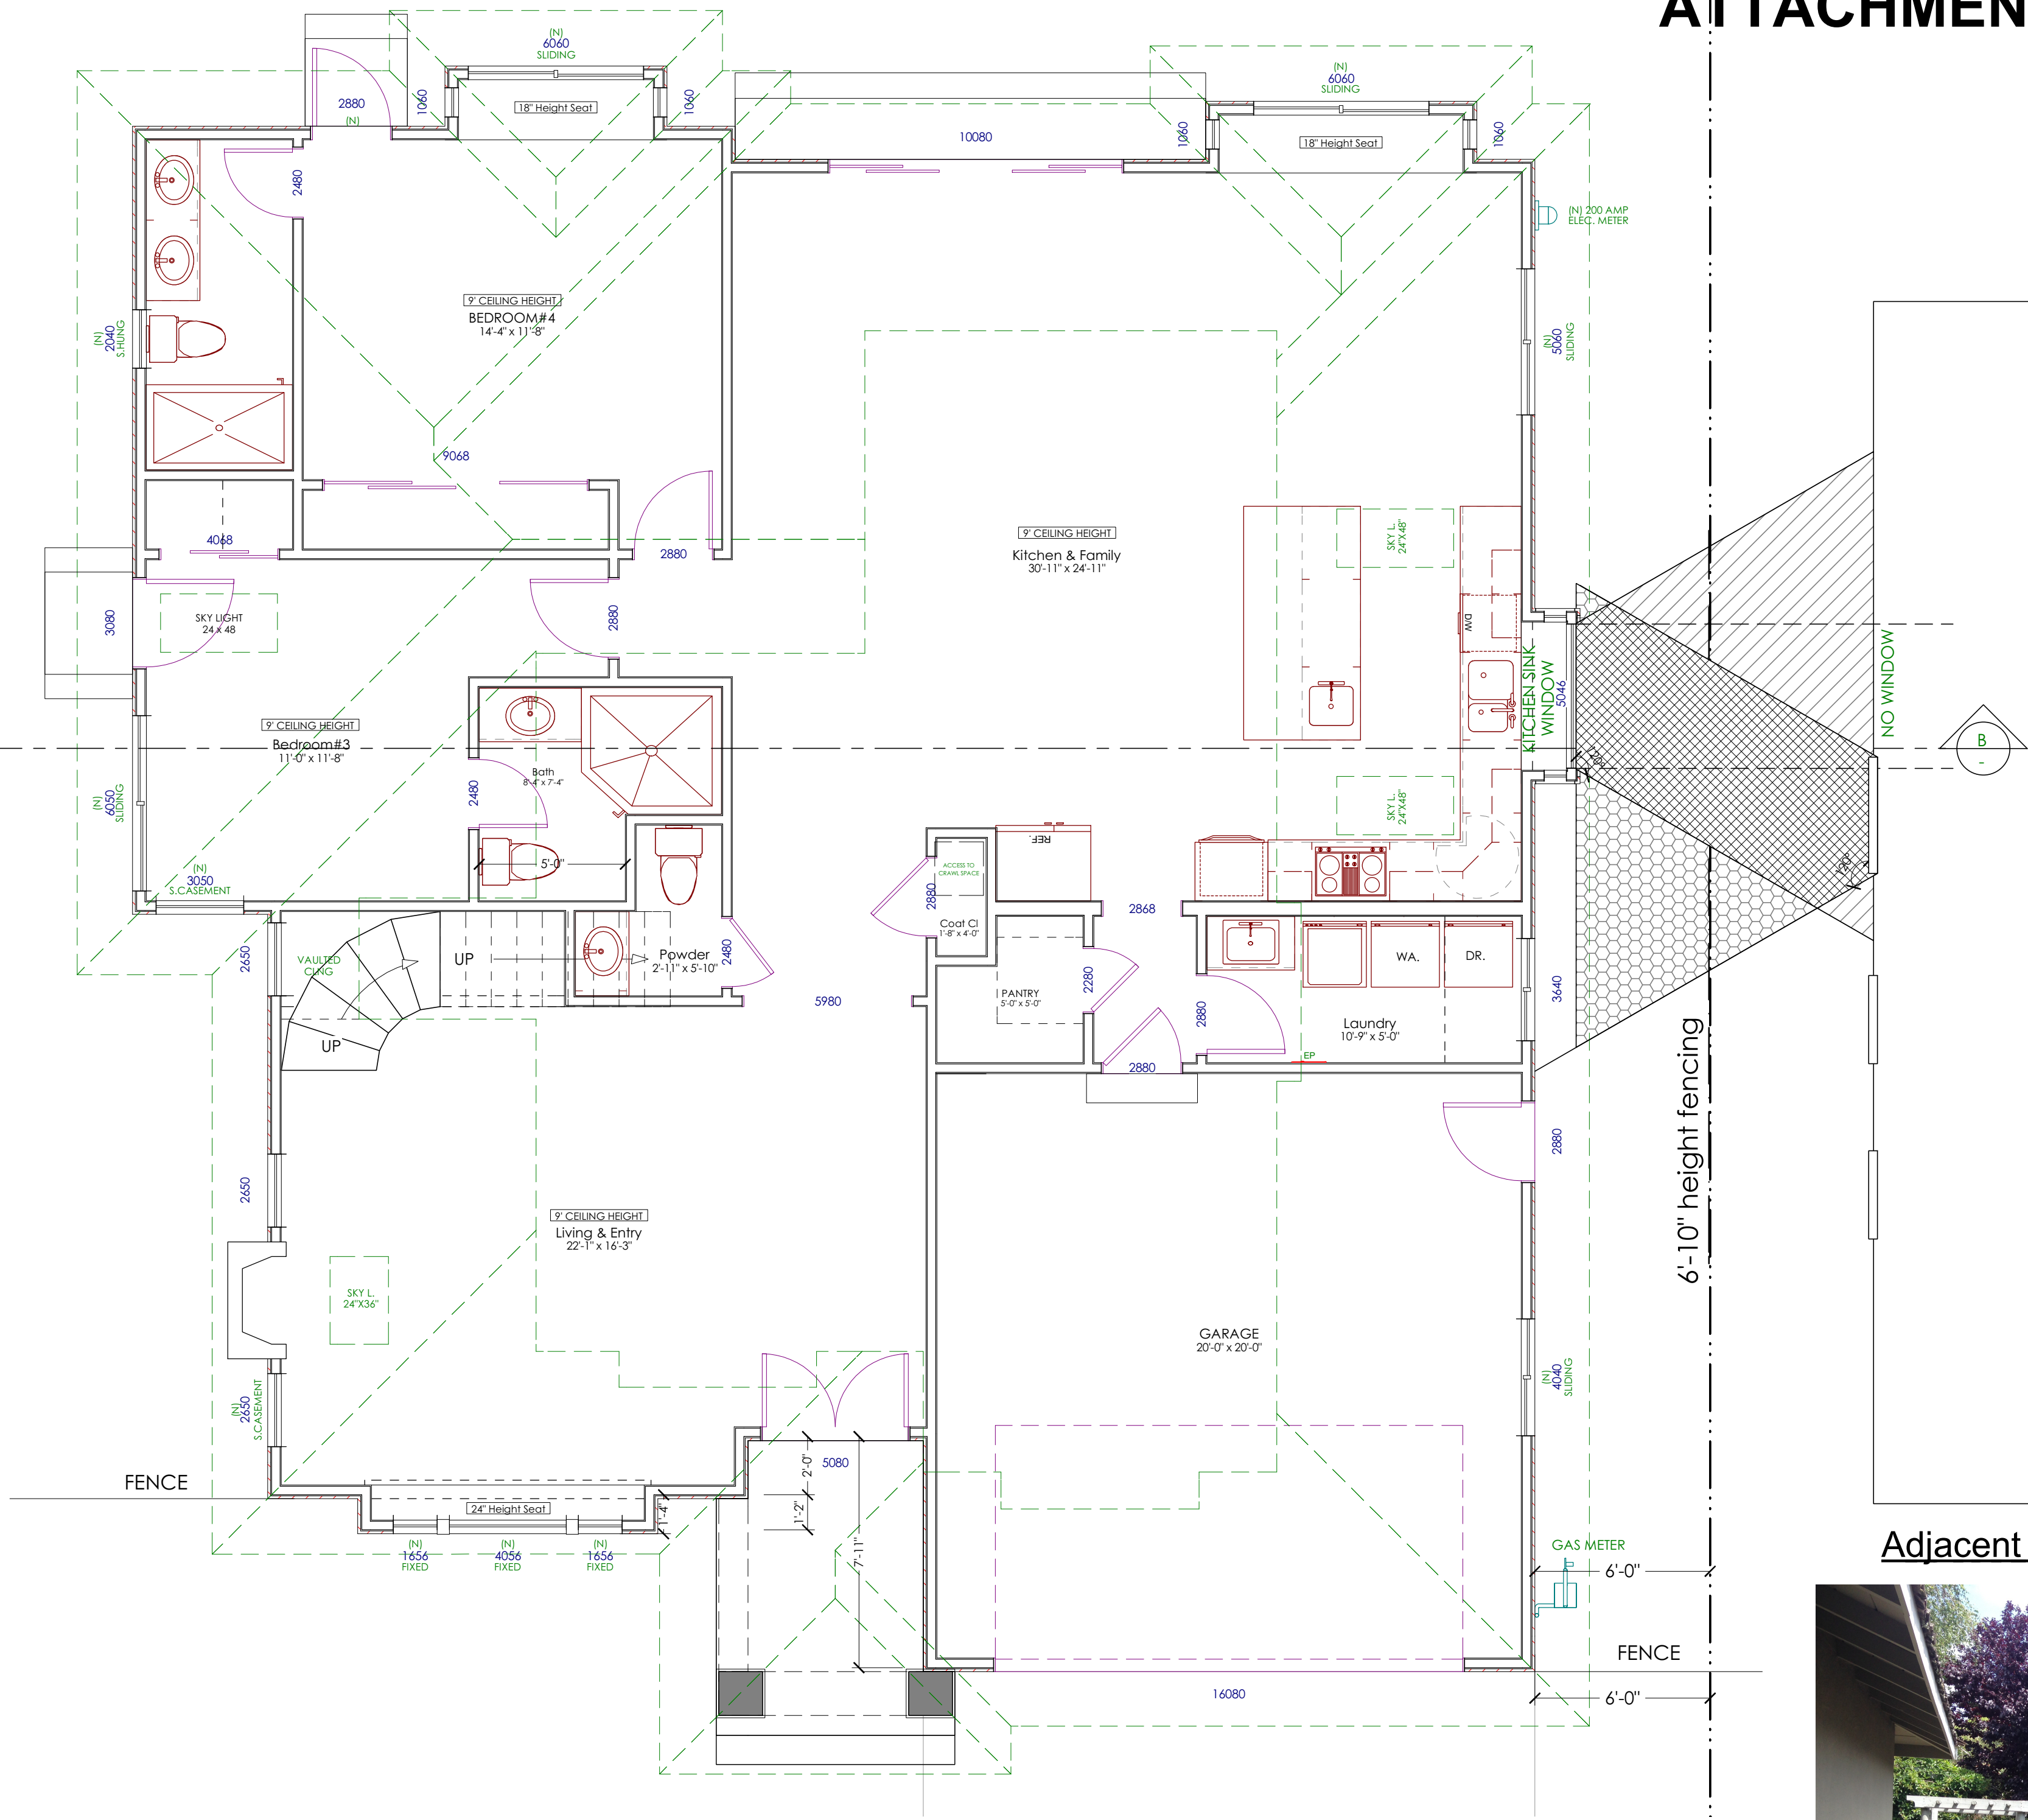 ATTACHMEN
(N)
6060
SLIDING
2880
(N)
1060
18" Height Seat
1060
10080
(N)
6060
SLIDING
1060
18" Height Seat
1060
2480
(N) 200 AMP
ELEC. METER
(N)
2040
S.HUNG
9' CEILING HEIGHT
BEDROOM#4
14'-4" x 11'-8"
(N)
5060
SLIDING
9068
4068
2880
9' CEILING HEIGHT
Kitchen & Family
30'-11" x 24'-11"
SKY L.
24"X48"
3080
SKY LIGHT
24 x 48
2880
D/W
KITCHEN SINK
WINDOW
5046
NO WINDOW
9' CEILING HEIGHT
Bedroom#3
11'-0" x 11'-8"
B
-
Bath
8'-4" x 7'-4"
2480
120°
(N)
6050
SLIDING
SKY L.
24"X48"
REF.
5'-0"
(N)
3050
S.CASEMENT
ACCESS TO
CRAWL SPACE
2880
120°
Coat Cl
1'-8" x 4'-0"
2868
2650
VAULTED
CLNG
UP
Powder
2'-11" x 5'-10"
2480
WA.
DR.
5980
PANTRY
5'-0" x 5'-0"
2280
3640
2880
Laundry
10'-9" x 5'-0"
UP
EP
2880
6'-10" height fencing
2880
2650
9' CEILING HEIGHT
Living & Entry
22'-1" x 16'-3"
SKY L.
24"X36"
GARAGE
20'-0" x 20'-0"
(N)
4040
SLIDING
(N)
2650
S.CASEMENT
5080
2'-0"
FENCE
24" Height Seat
1'-4"
1'-2"
7'-11"
(N)
1656
FIXED
(N)
4056
FIXED
(N)
1656
FIXED
GAS METER
Adjacent
6'-0"
FENCE
16080
6'-0"